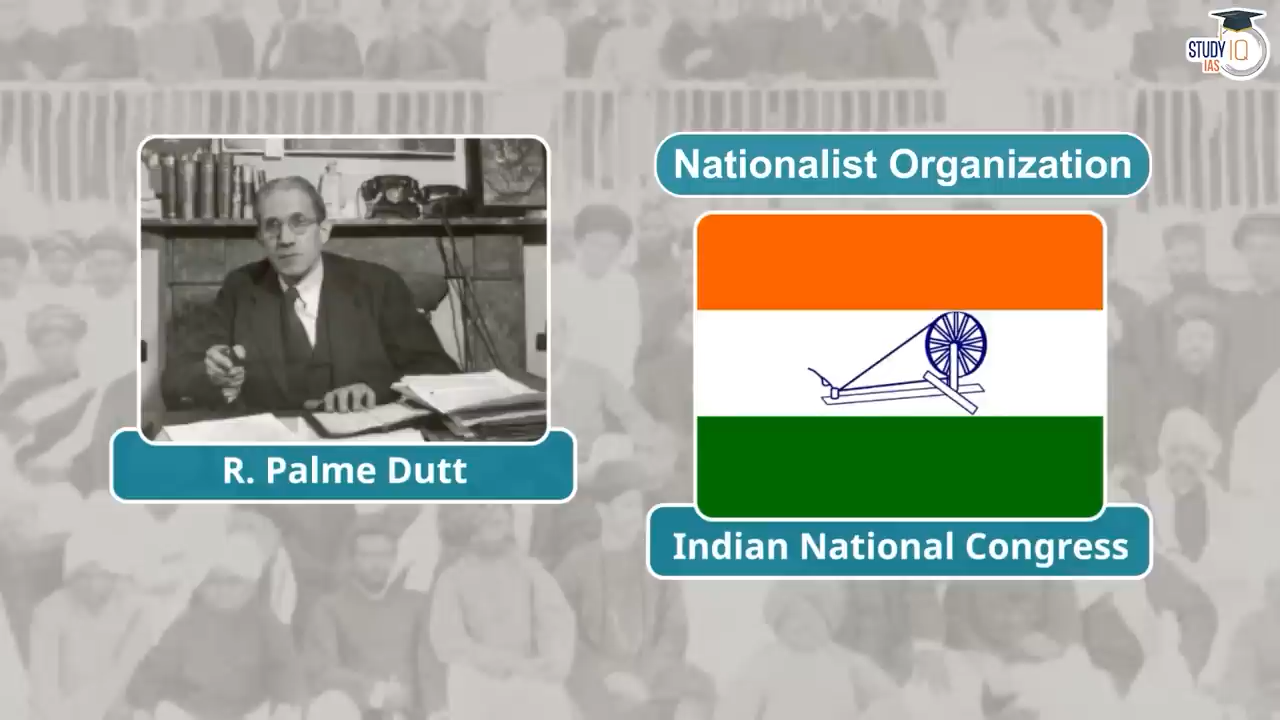 STUDY IQ
IAS
Nationalist Organization
R. Palme Dutt
Indian National Congress